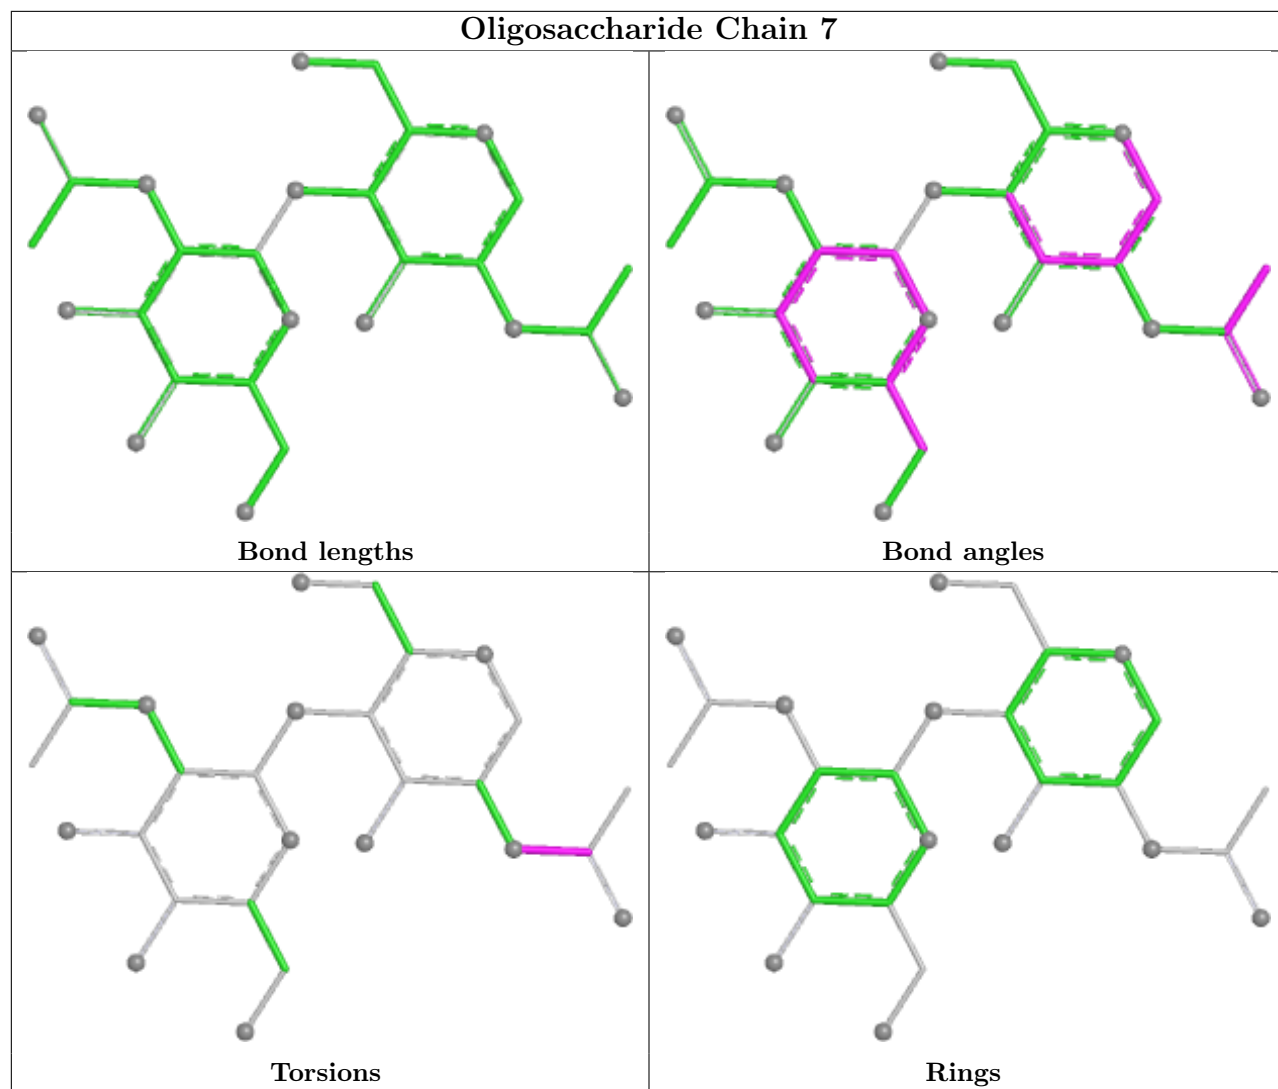 Oligosaccharide Chain 7
Bond lengths
Bond angles
Torsions
Rings